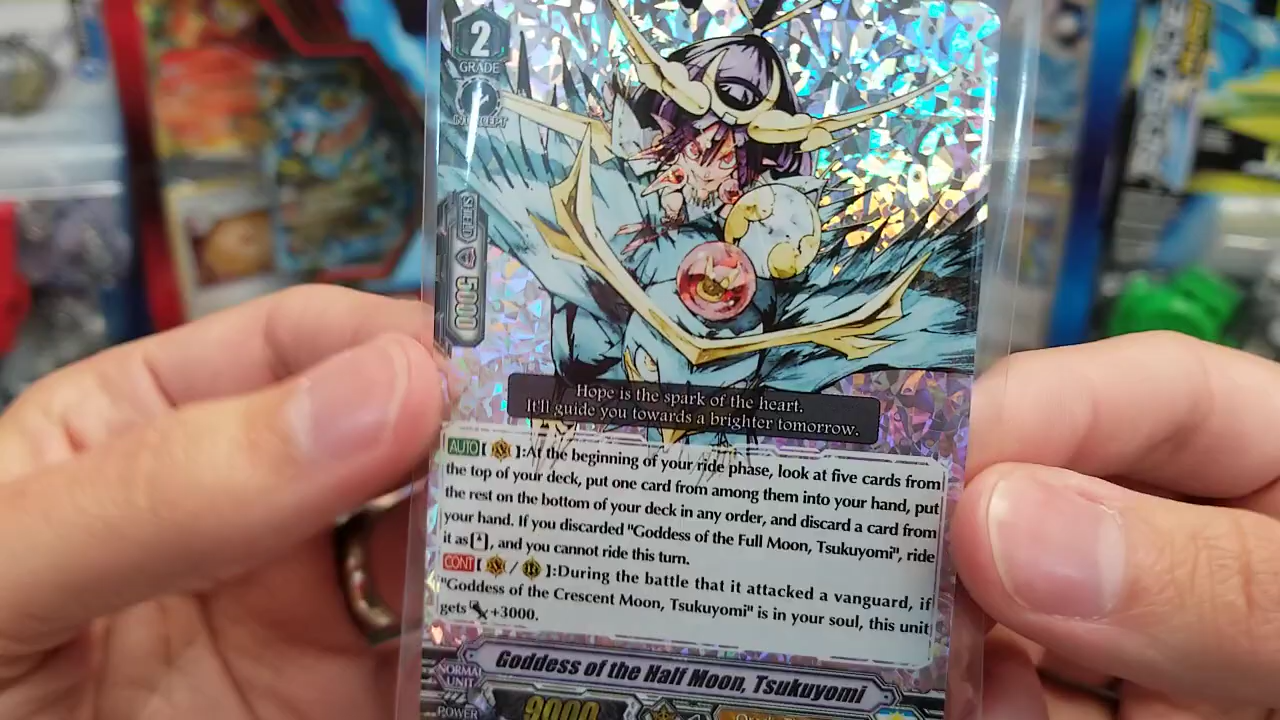 2
GRADE
INTERCEPT
SHIELD
5000
Hope is the spark of the heart.
It'll guide you towards a brighter tomorrow.
AUTO[ ]:At the beginning of your ride phase, look at five cards from
the top of your deck, put one card from among them into your hand, put
the rest on the bottom of your deck in any order, and discard a card from
your hand. If you discarded "Goddess of the Full Moon, Tsukuyomi", ride
it as[ ], and you cannot ride this turn.
CONT[ / ]:During the battle that it attacked a vanguard, if
"Goddess of the Crescent Moon, Tsukuyomi" is in your soul, this unit
gets +3000.
NORMAL
UNIT
Goddess of the Half Moon, Tsukuyomi
POWER
9000